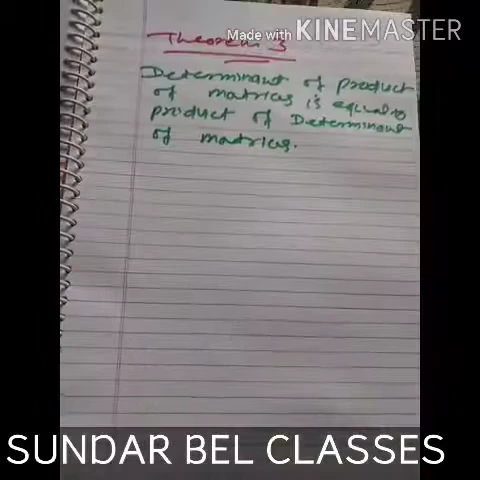 Made with KINEMASTER
Theorem 3
Determinant of product
of matrices is equal to
product of Determinant
of matrices.
SUNDAR BEL CLASSES